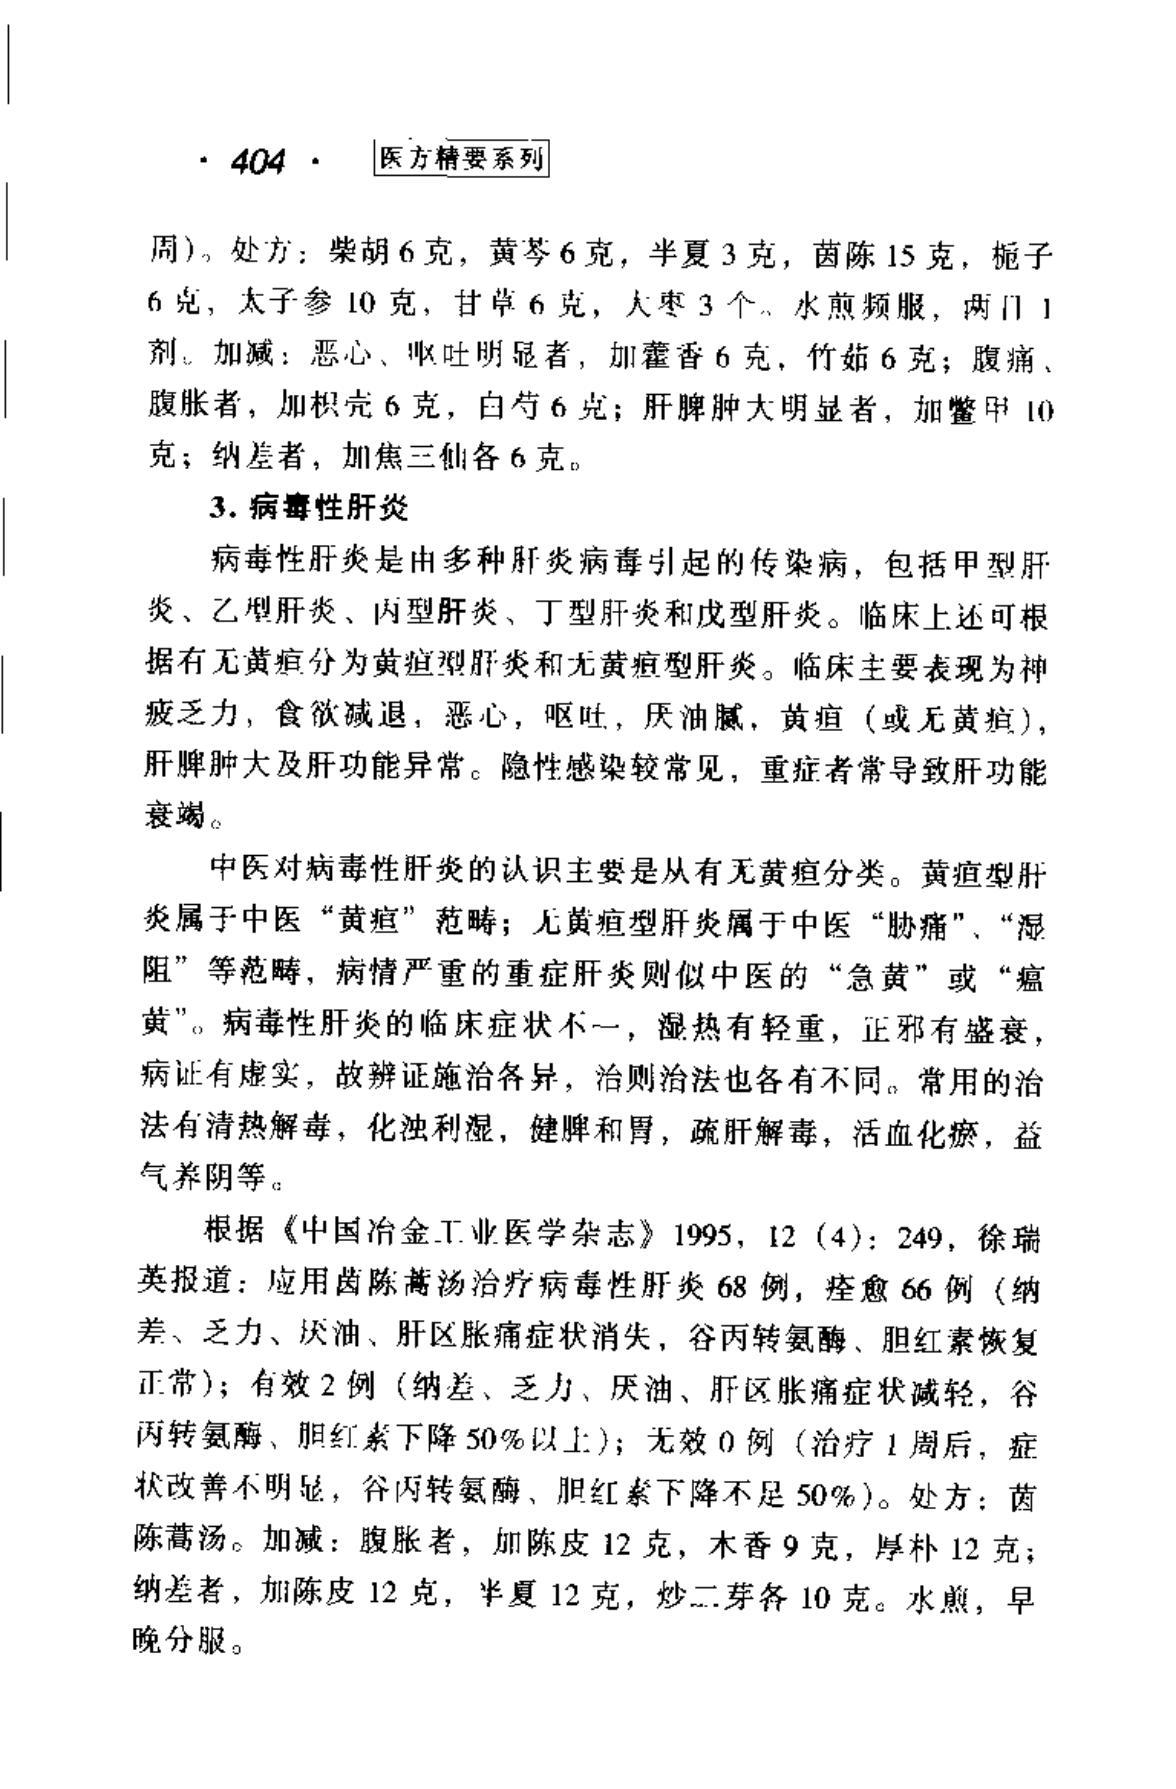 · 404 · 医方精要系列
周)。处方：柴胡 6 克，黄芩 6 克，半夏 3 克，茵陈 15 克，栀子
6 克，太子参 10 克，甘草 6 克，大枣 3 个。水煎频服，两日 1
剂。加减：恶心、呕吐明显者，加藿香 6 克，竹茹 6 克；腹痛、
腹胀者，加枳壳 6 克，白芍 6 克；肝脾肿大明显者，加鳖甲 10
克；纳差者，加焦三仙各 6 克。
3. 病毒性肝炎
病毒性肝炎是由多种肝炎病毒引起的传染病，包括甲型肝
炎、乙型肝炎、丙型肝炎、丁型肝炎和戊型肝炎。临床上还可根
据有无黄疸分为黄疸型肝炎和无黄疸型肝炎。临床主要表现为神
疲乏力，食欲减退，恶心，呕吐，厌油腻，黄疸（或无黄疸），
肝脾肿大及肝功能异常。隐性感染较常见，重症者常导致肝功能
衰竭。
中医对病毒性肝炎的认识主要是从有无黄疸分类。黄疸型肝
炎属于中医“黄疸”范畴；无黄疸型肝炎属于中医“胁痛”、“湿
阻”等范畴，病情严重的重症肝炎则似中医的“急黄”或“瘟
黄”。病毒性肝炎的临床症状不一，湿热有轻重，正邪有盛衰，
病证有虚实，故辨证施治各异，治则治法也各有不同。常用的治
法有清热解毒，化浊利湿，健脾和胃，疏肝解毒，活血化瘀，益
气养阴等。
根据《中国冶金工业医学杂志》1995，12（4）：249，徐瑞
英报道：应用茵陈蒿汤治疗病毒性肝炎 68 例，痊愈 66 例（纳
差、乏力、厌油、肝区胀痛症状消失，谷丙转氨酶、胆红素恢复
正常）；有效 2 例（纳差、乏力、厌油、肝区胀痛症状减轻，谷
丙转氨酶、胆红素下降 50%以上）；无效 0 例（治疗 1 周后，症
状改善不明显，谷丙转氨酶、胆红素下降不足 50%）。处方：茵
陈蒿汤。加减：腹胀者，加陈皮 12 克，木香 9 克，厚朴 12 克；
纳差者，加陈皮 12 克，半夏 12 克，炒二芽各 10 克。水煎，早
晚分服。